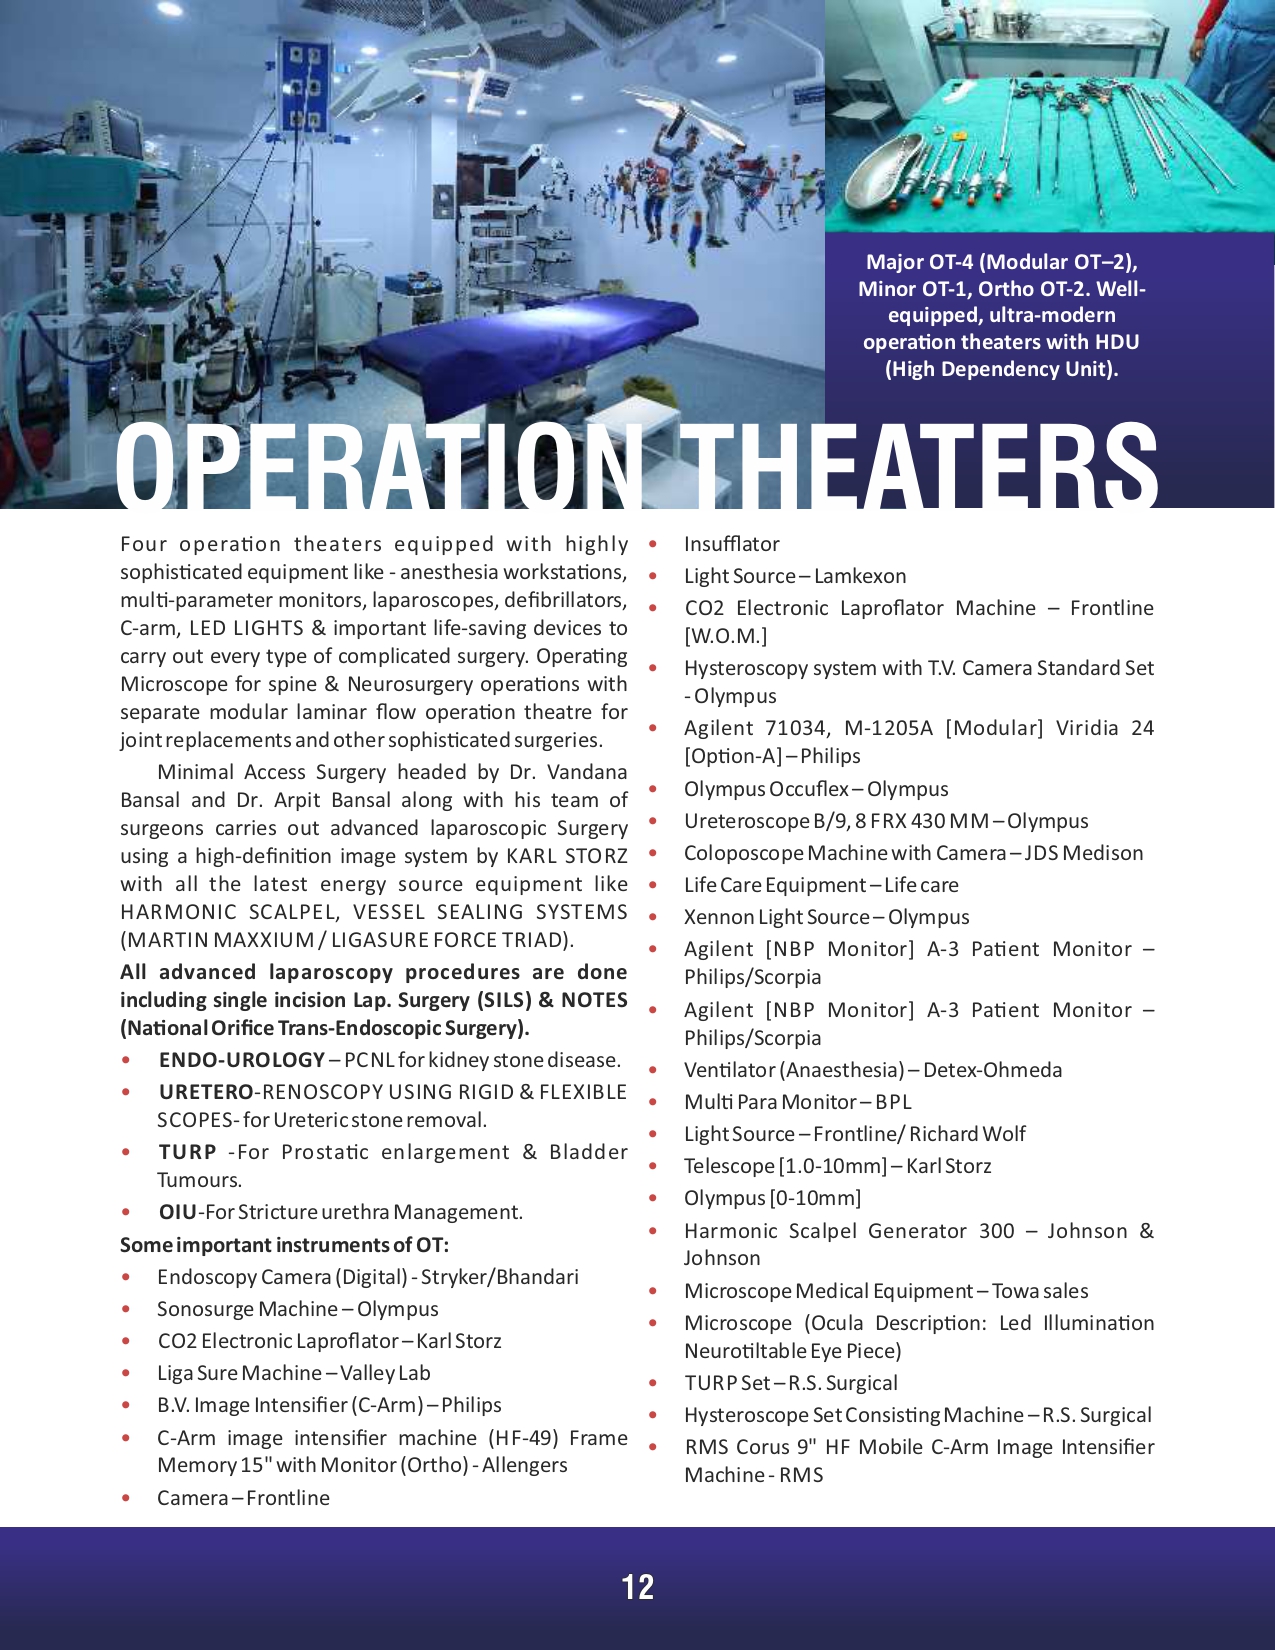 Major OT-4 (Modular OT–2),
Minor OT-1, Ortho OT-2. Well-
equipped, ultra-modern
operation theaters with HDU
(High Dependency Unit).
OPERATION THEATERS
Four operation theaters equipped with highly
sophisticated equipment like - anesthesia workstations,
multi-parameter monitors, laparoscopes, defibrillators,
C-arm, LED LIGHTS & important life-saving devices to
carry out every type of complicated surgery. Operating
Microscope for spine & Neurosurgery operations with
separate modular laminar flow operation theatre for
joint replacements and other sophisticated surgeries.
Minimal Access Surgery headed by Dr. Vandana
Bansal and Dr. Arpit Bansal along with his team of
surgeons carries out advanced laparoscopic Surgery
using a high-definition image system by KARL STORZ
with all the latest energy source equipment like
HARMONIC SCALPEL, VESSEL SEALING SYSTEMS
(MARTIN MAXXIUM / LIGASURE FORCE TRIAD).
All advanced laparoscopy procedures are done
including single incision Lap. Surgery (SILS) & NOTES
(National Orifice Trans-Endoscopic Surgery).
• ENDO-UROLOGY – PCNL for kidney stone disease.
• URETERO-RENOSCOPY USING RIGID & FLEXIBLE
SCOPES- for Ureteric stone removal.
• TURP -For Prostatic enlargement & Bladder
Tumours.
• OIU-For Stricture urethra Management.
Some important instruments of OT:
• Endoscopy Camera (Digital) - Stryker/Bhandari
• Sonosurge Machine – Olympus
• CO2 Electronic Laproflator – Karl Storz
• Liga Sure Machine – Valley Lab
• B.V. Image Intensifier (C-Arm) – Philips
• C-Arm image intensifier machine (HF-49) Frame
Memory 15" with Monitor (Ortho) - Allengers
• Camera – Frontline
• Insufflator
• Light Source – Lamkexon
• CO2 Electronic Laproflator Machine – Frontline
[W.O.M.]
• Hysteroscopy system with T.V. Camera Standard Set
- Olympus
• Agilent 71034, M-1205A [Modular] Viridia 24
[Option-A] – Philips
• Olympus Occuflex – Olympus
• Ureteroscope B/9, 8 FRX 430 MM – Olympus
• Coloposcope Machine with Camera – JDS Medison
• Life Care Equipment – Life care
• Xennon Light Source – Olympus
• Agilent [NBP Monitor] A-3 Patient Monitor –
Philips/Scorpia
• Agilent [NBP Monitor] A-3 Patient Monitor –
Philips/Scorpia
• Ventilator (Anaesthesia) – Detex-Ohmeda
• Multi Para Monitor – BPL
• Light Source – Frontline/ Richard Wolf
• Telescope [1.0-10mm] – Karl Storz
• Olympus [0-10mm]
• Harmonic Scalpel Generator 300 – Johnson &
Johnson
• Microscope Medical Equipment – Towa sales
• Microscope (Ocula Description: Led Illumination
Neurotiltable Eye Piece)
• TURP Set – R.S. Surgical
• Hysteroscope Set Consisting Machine – R.S. Surgical
• RMS Corus 9" HF Mobile C-Arm Image Intensifier
Machine - RMS
12